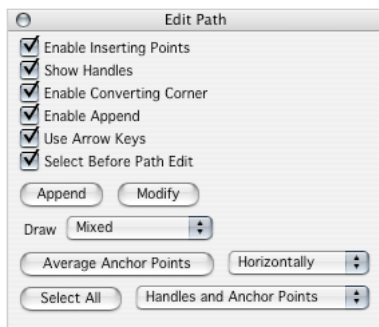 Edit Path
Enable Inserting Points
Show Handles
Enable Converting Corner
Enable Append
Use Arrow Keys
Select Before Path Edit
Append Modify
Draw Mixed
Average Anchor Points Horizontally
Select All Handles and Anchor Points